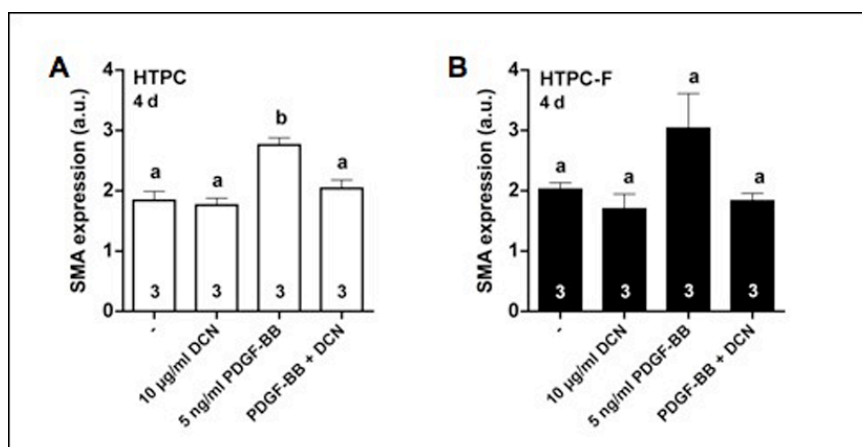 A
HTPC
4 d
SMA expression (a.u.)
4
3
2
1
0
a
a
b
a
3
3
3
3
-
10 µg/ml DCN
5 ng/ml PDGF-BB
PDGF-BB + DCN
B
HTPC-F
4 d
SMA expression (a.u.)
4
3
2
1
0
a
a
a
a
3
3
3
3
-
10 µg/ml DCN
5 ng/ml PDGF-BB
PDGF-BB + DCN